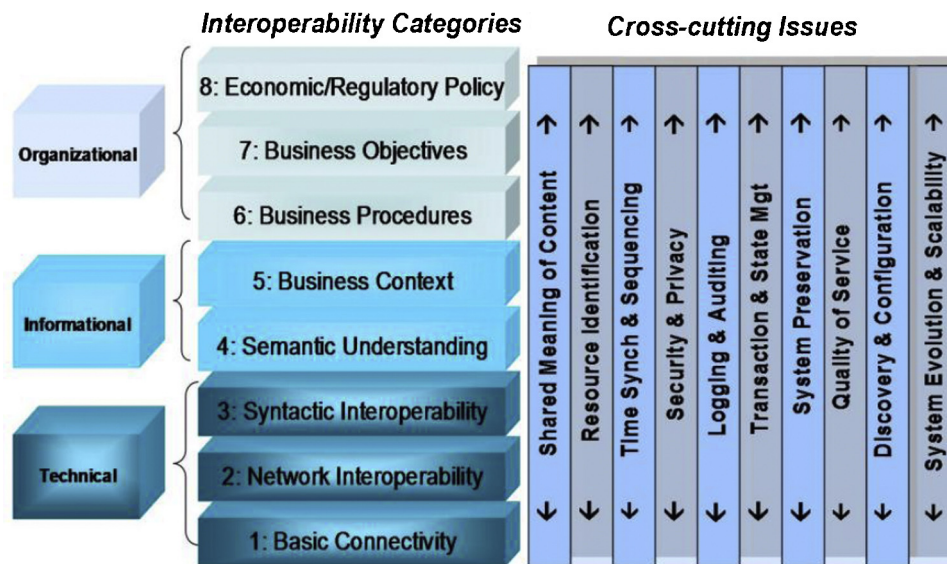 Interoperability Categories
Cross-cutting Issues
Organizational
8: Economic/Regulatory Policy
7: Business Objectives
6: Business Procedures
Informational
5: Business Context
4: Semantic Understanding
Technical
3: Syntactic Interoperability
2: Network Interoperability
1: Basic Connectivity
Shared Meaning of Content
Resource Identification
Time Synch & Sequencing
Security & Privacy
Logging & Auditing
Transaction & State Mgt
System Preservation
Quality of Service
Discovery & Configuration
System Evolution & Scalability